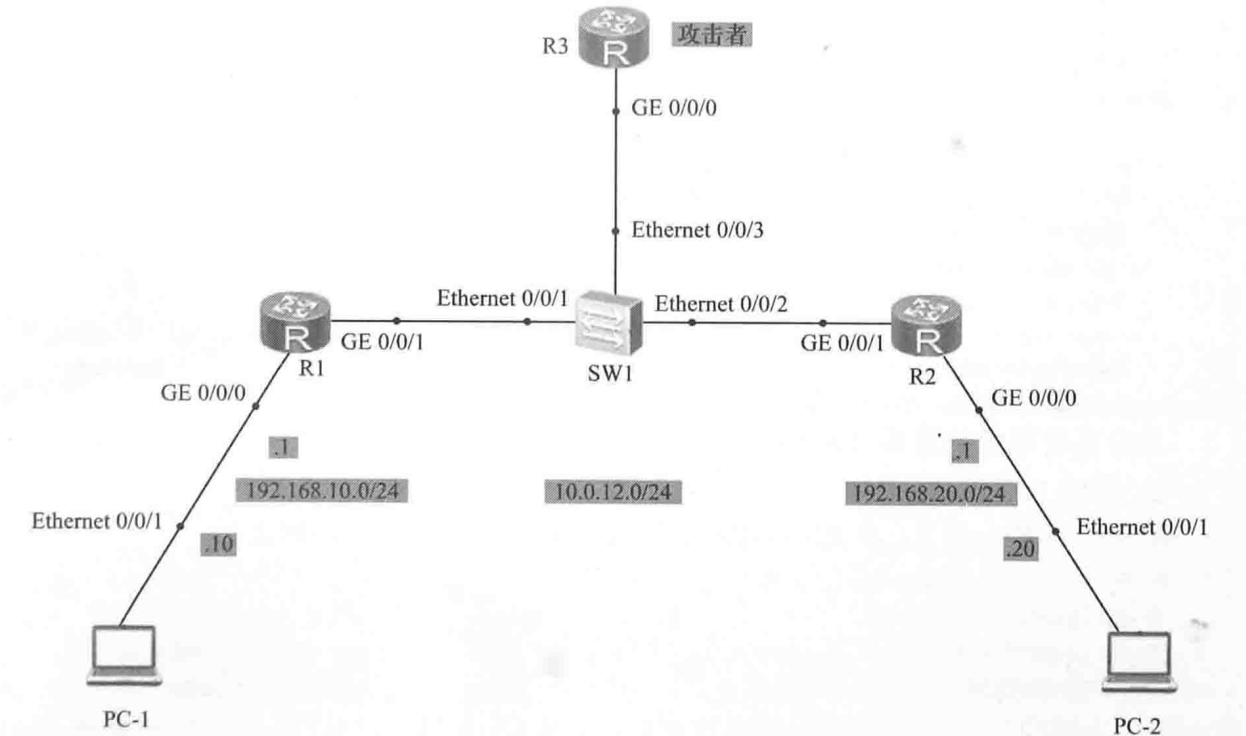 R3
攻击者
R
GE 0/0/0
Ethernet 0/0/3
Ethernet 0/0/1
Ethernet 0/0/2
R
GE 0/0/1
GE 0/0/1
R
R1
SW1
R2
GE 0/0/0
GE 0/0/0
.1
.1
192.168.10.0/24
10.0.12.0/24
192.168.20.0/24
Ethernet 0/0/1
Ethernet 0/0/1
.10
.20
PC-1
PC-2